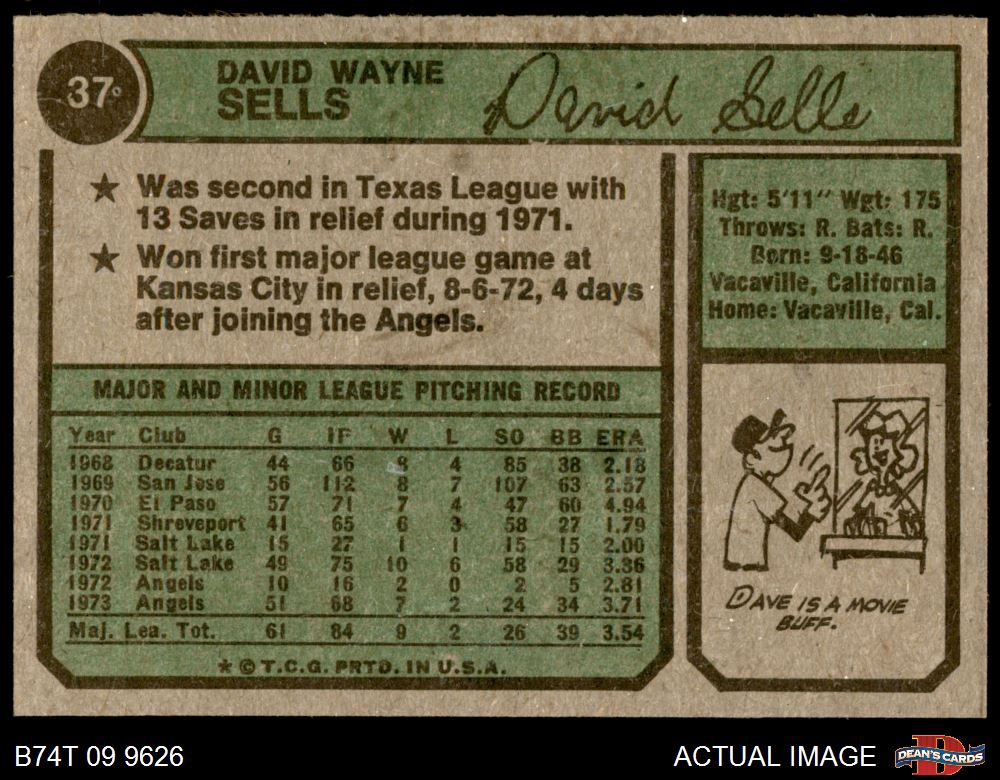 37
DAVID WAYNE
SELLS
David Sells
★ Was second in Texas League with
13 Saves in relief during 1971.
★ Won first major league game at
Kansas City in relief, 8-6-72, 4 days
after joining the Angels.
Hgt: 5'11" Wgt: 175
Throws: R. Bats: R.
Born: 9-18-46
Vacaville, California
Home: Vacaville, Cal.
MAJOR AND MINOR LEAGUE PITCHING RECORD
Year Club G IP W L SO BB ERA
1968 Decatur 44 66 8 4 85 38 2.18
1969 San Jose 56 112 8 7 107 63 2.57
1970 El Paso 57 71 7 4 47 60 4.94
1971 Shreveport 41 65 6 3 58 27 1.79
1971 Salt Lake 15 27 1 1 15 15 2.00
1972 Salt Lake 49 75 10 6 58 29 3.36
1972 Angels 10 16 2 0 2 5 2.81
1973 Angels 51 68 7 2 24 34 3.71
Maj. Lea. Tot. 61 84 9 2 26 39 3.54
* © T.C.G. PRTD. IN U.S.A.
DAVE IS A MOVIE
BUFF.
B74T 09 9626
ACTUAL IMAGE
D
DEAN'S CARDS